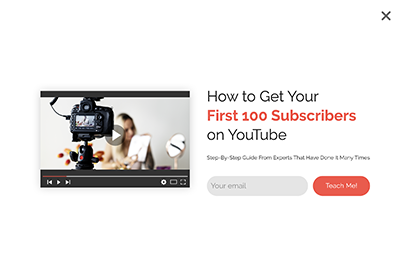 How to Get Your
First 100 Subscribers
on YouTube
Step-By-Step Guide From Experts That Have Done It Many Times
Your email
Teach Me!